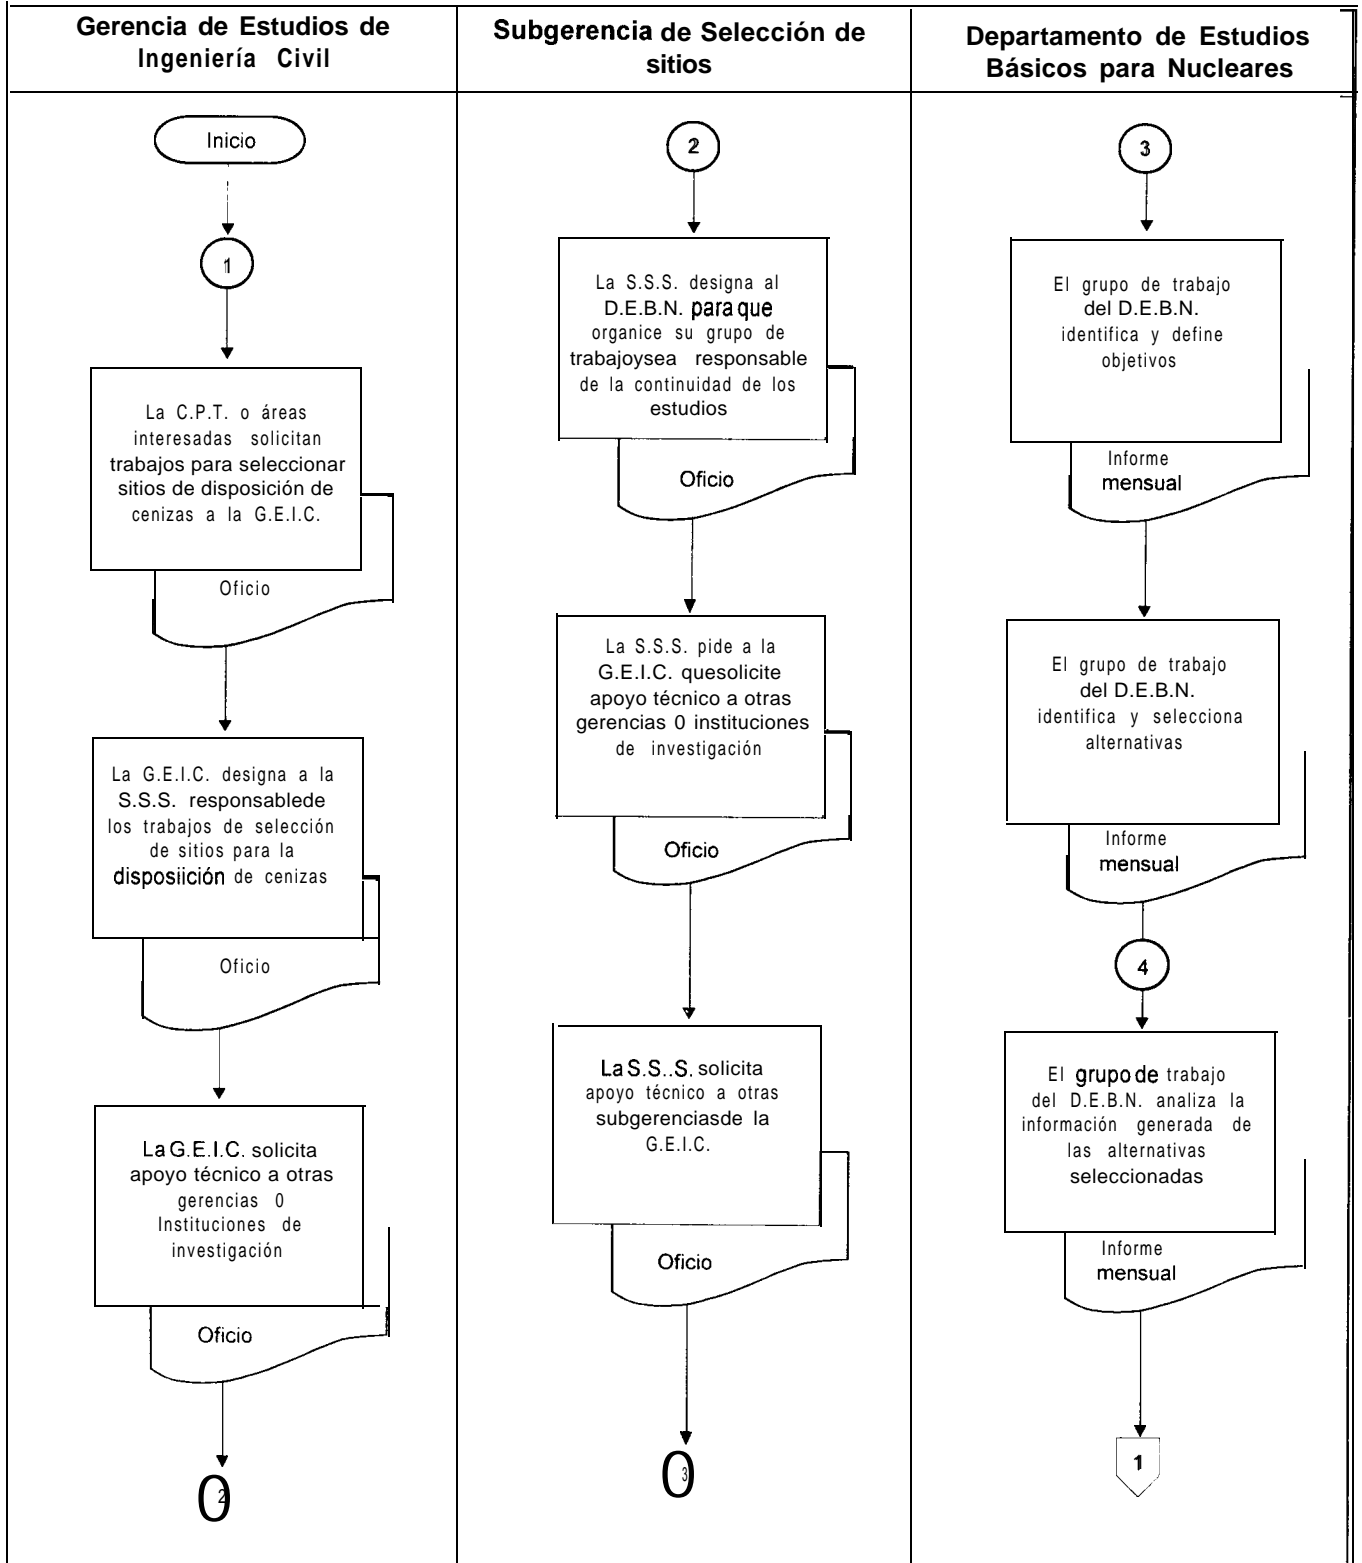 Gerencia de Estudios de
Ingeniería Civil
Inicio
1
La C.P.T. o áreas
interesadas solicitan
trabajos para seleccionar
sitios de disposición de
cenizas a la G.E.I.C.
Oficio
La G.E.I.C. designa a la
S.S.S. responsablede
los trabajos de selección
de sitios para la
disposiición de cenizas
Oficio
La G.E.I.C. solicita
apoyo técnico a otras
gerencias 0
Instituciones de
investigación
Oficio
2
Subgerencia de Selección de
sitios
2
La S.S.S. designa al
D.E.B.N. para que
organice su grupo de
trabajoysea responsable
de la continuidad de los
estudios
Oficio
La S.S.S. pide a la
G.E.I.C. quesolicite
apoyo técnico a otras
gerencias 0 instituciones
de investigación
Oficio
La S.S..S. solicita
apoyo técnico a otras
subgerenciasde la
G.E.I.C.
Oficio
3
Departamento de Estudios
Básicos para Nucleares
3
El grupo de trabajo
del D.E.B.N.
identifica y define
objetivos
Informe
mensual
El grupo de trabajo
del D.E.B.N.
identifica y selecciona
alternativas
Informe
mensual
4
El grupo de trabajo
del D.E.B.N. analiza la
información generada de
las alternativas
seleccionadas
Informe
mensual
1